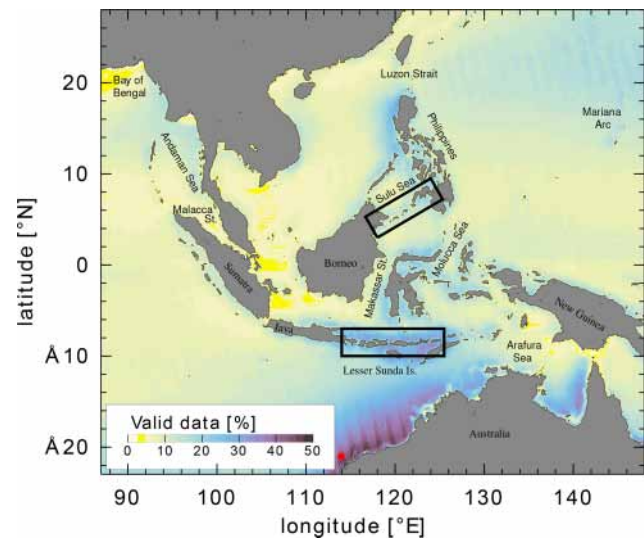 20
10
0
Å10
Å20
latitude [°N]
Luzon Strait
Bay of
Bengal
Mariana
Arc
Philippines
Andaman Sea
Sulu Sea
Malacca
St.
Borneo
Makassar St.
Molucca Sea
Sumatra
New Guinea
Java
Arafura
Sea
Lesser Sunda Is.
Australia
Valid data [%]
0 10 20 30 40 50
90 100 110 120 130 140
longitude [°E]